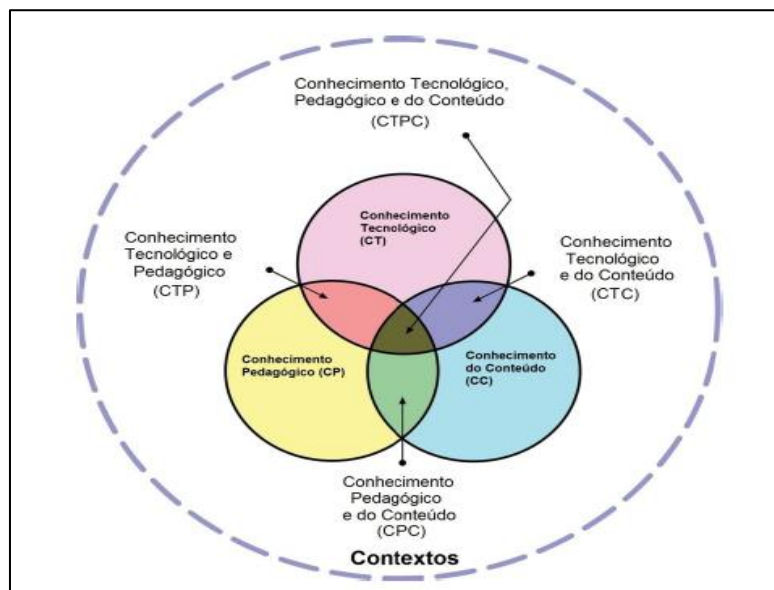 Conhecimento Tecnológico,
Pedagógico e do Conteúdo
(CTPC)
Conhecimento
Tecnológico
(CT)
Conhecimento
Tecnológico e
Pedagógico
(CTP)
Conhecimento
Tecnológico
e do Conteúdo
(CTC)
Conhecimento
Pedagógico (CP)
Conhecimento
do Conteúdo
(CC)
Conhecimento
Pedagógico
e do Conteúdo
(CPC)
Contextos